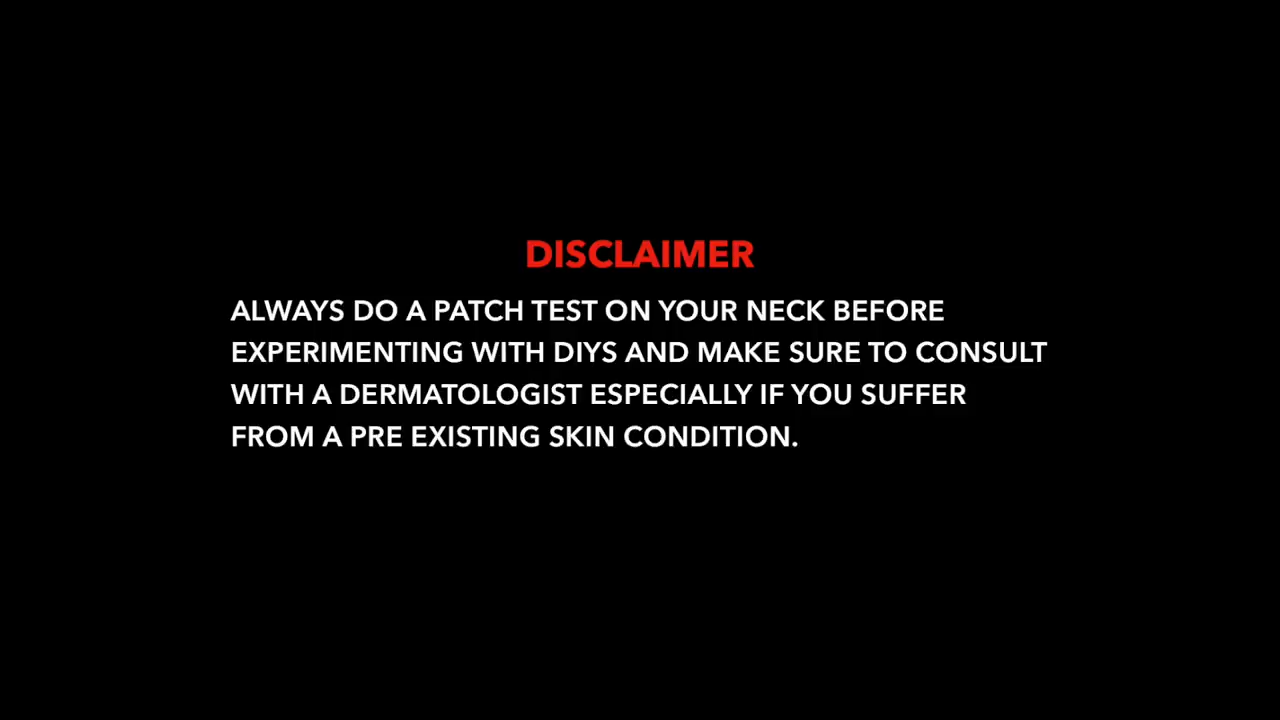 DISCLAIMER
ALWAYS DO A PATCH TEST ON YOUR NECK BEFORE
EXPERIMENTING WITH DIYS AND MAKE SURE TO CONSULT
WITH A DERMATOLOGIST ESPECIALLY IF YOU SUFFER
FROM A PRE EXISTING SKIN CONDITION.